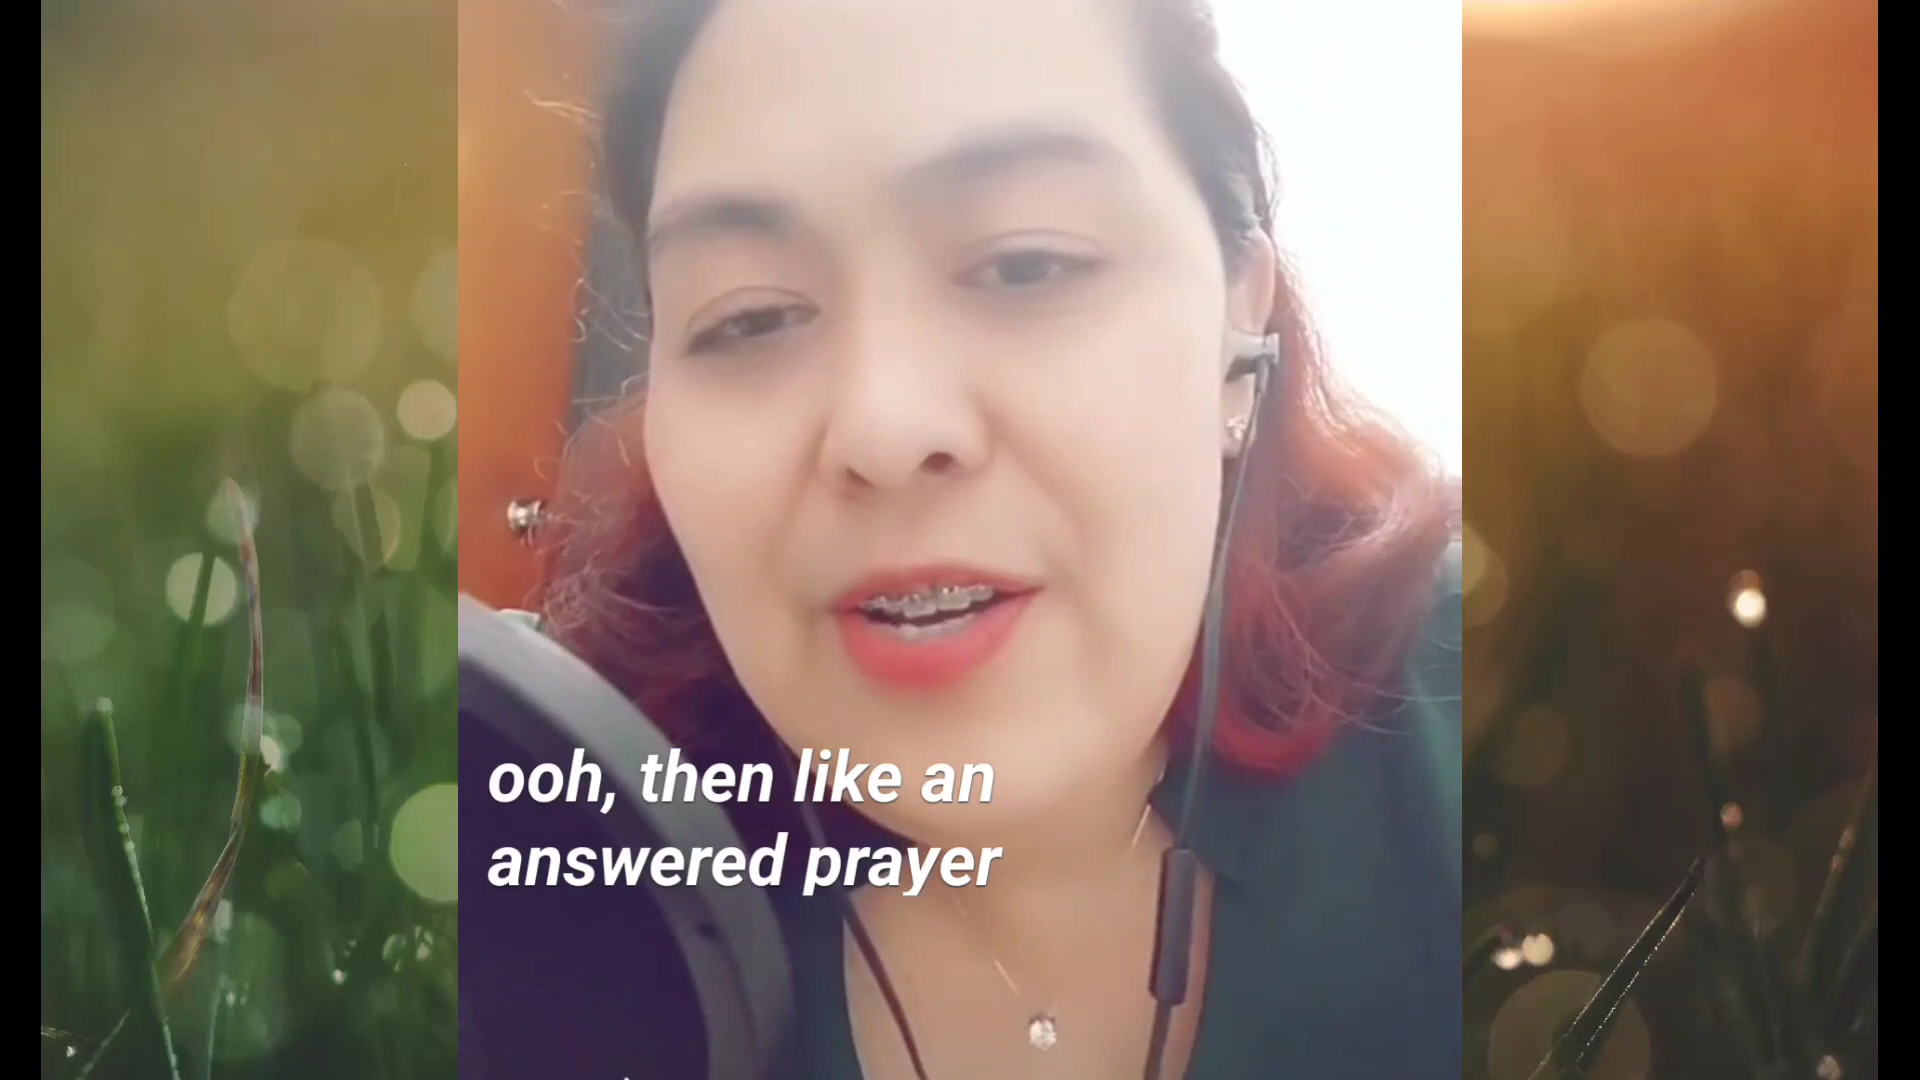 ooh, then like an
answered prayer